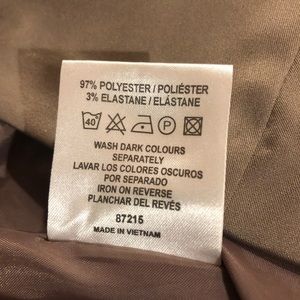 97% POLYESTER / POLIÉSTER
3% ELASTANE / ELÁSTANE
40 P
WASH DARK COLOURS
SEPARATELY
LAVAR LOS COLORES OSCUROS
POR SEPARADO
IRON ON REVERSE
PLANCHAR DEL REVÉS
87215
MADE IN VIETNAM